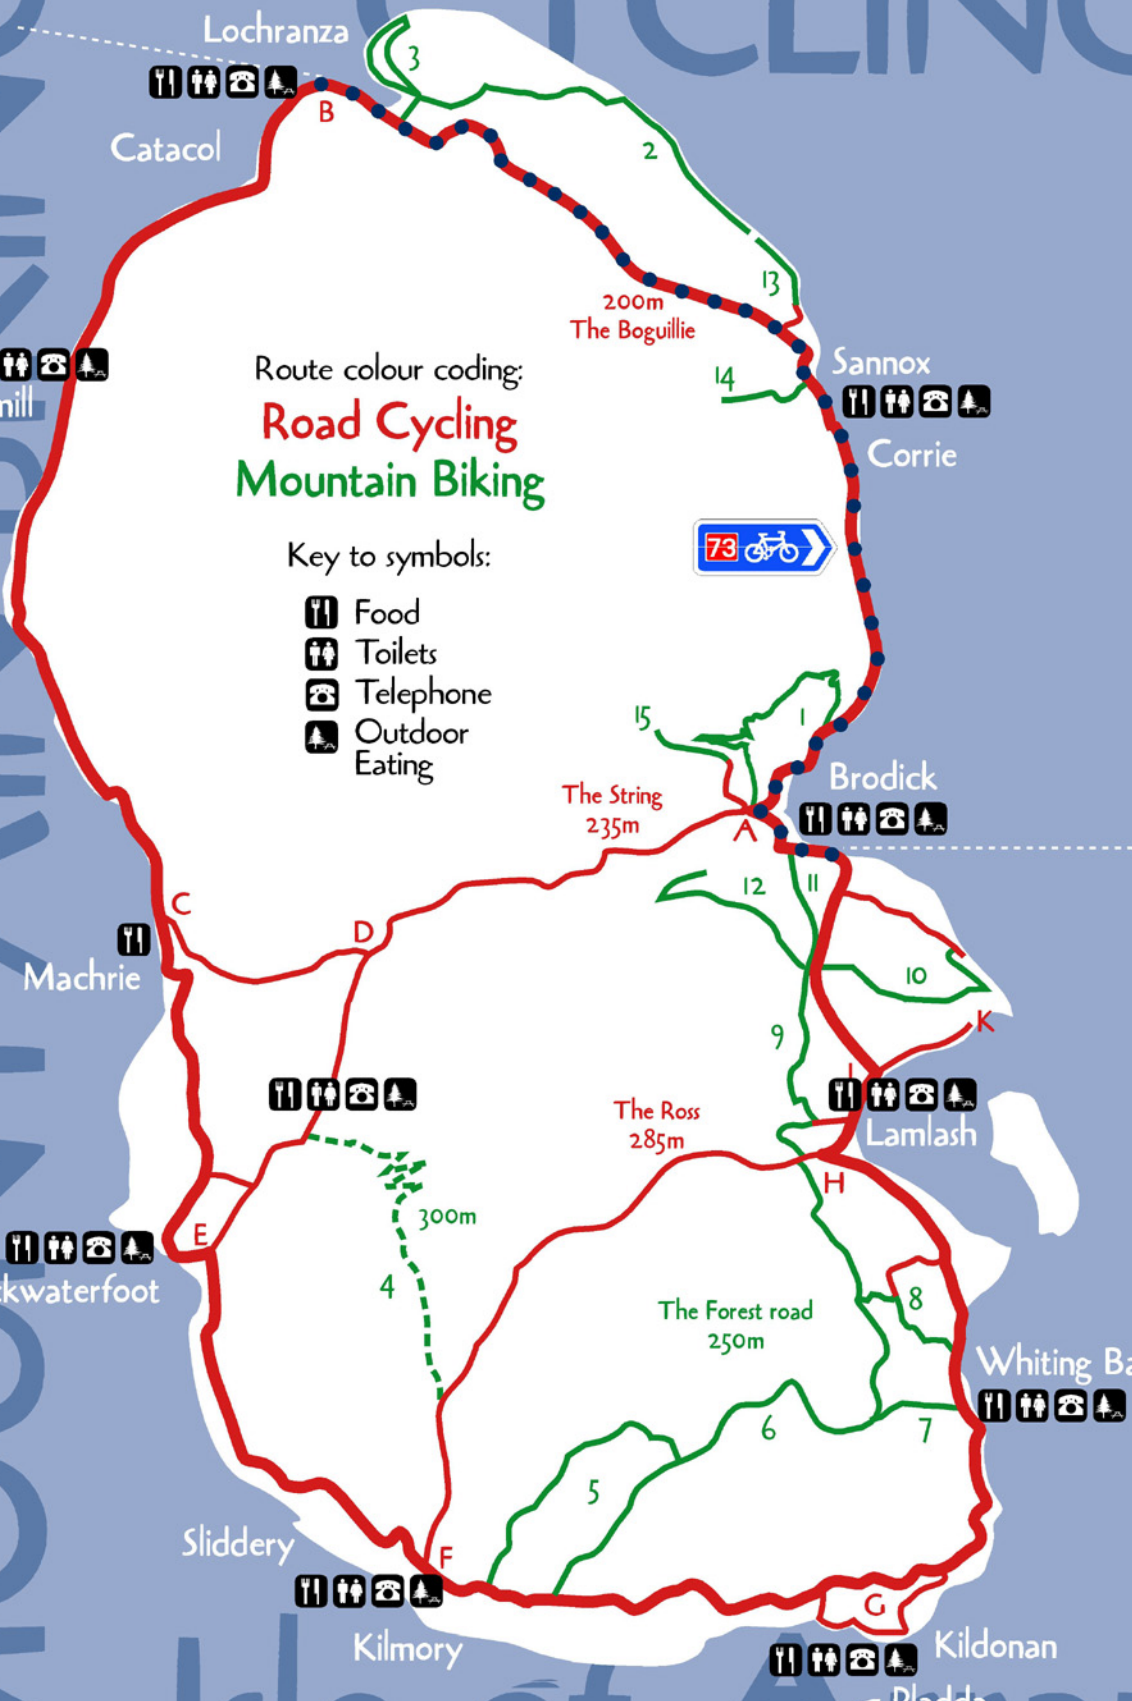 CYCLING
Lochranza
3
B
Catacol
2
13
200m
The Boguillie
14
Sannox
Corrie
Route colour coding:
Road Cycling
Mountain Biking
73
Key to symbols:
Food
Toilets
Telephone
Outdoor
Eating
15
1
Brodick
The String
235m
A
12
11
C
D
Machrie
10
K
9
The Ross
285m
Lamlash
H
300m
E
4
8
The Forest road
250m
Whiting Ba
6
7
5
Sliddery
F
G
Kilmory
Kildonan